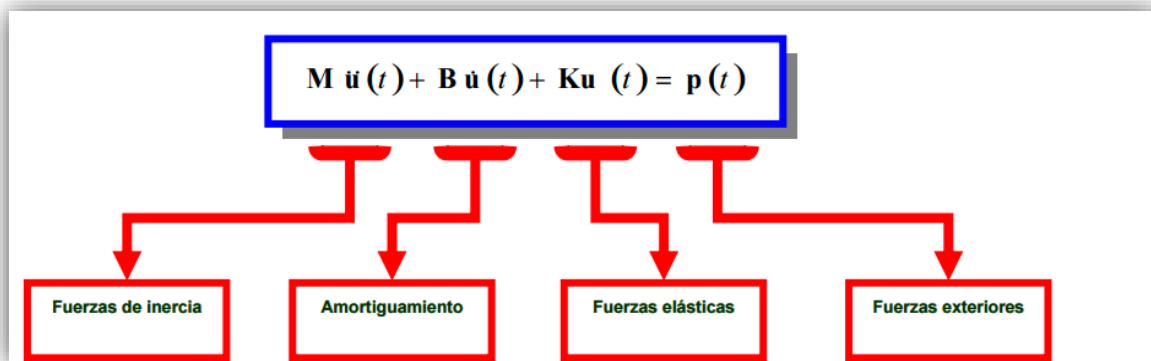 M ü (t) + B u̇ (t) + Ku (t) = p (t)
Fuerzas de inercia
Amortiguamiento
Fuerzas elásticas
Fuerzas exteriores